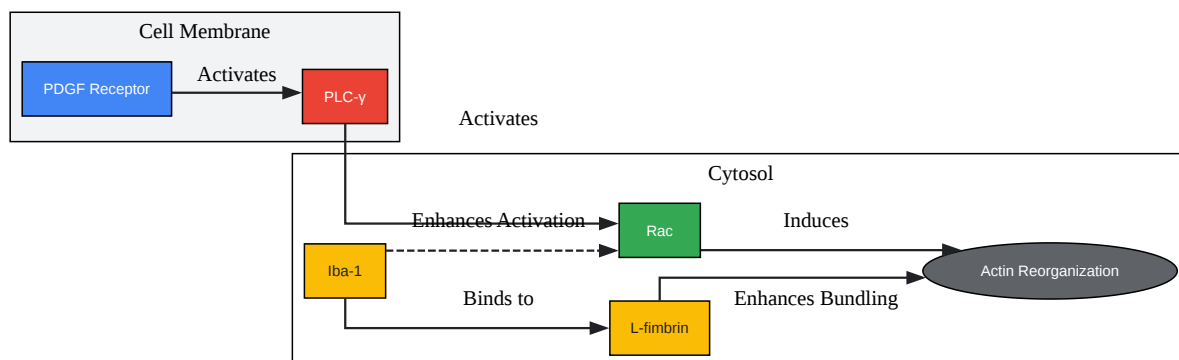 Cell Membrane
PDGF Receptor
Activates
PLC-γ
Activates
Cytosol
Enhances Activation
Rac
Induces
Iba-1
Actin Reorganization
Binds to
L-fimbrin
Enhances Bundling